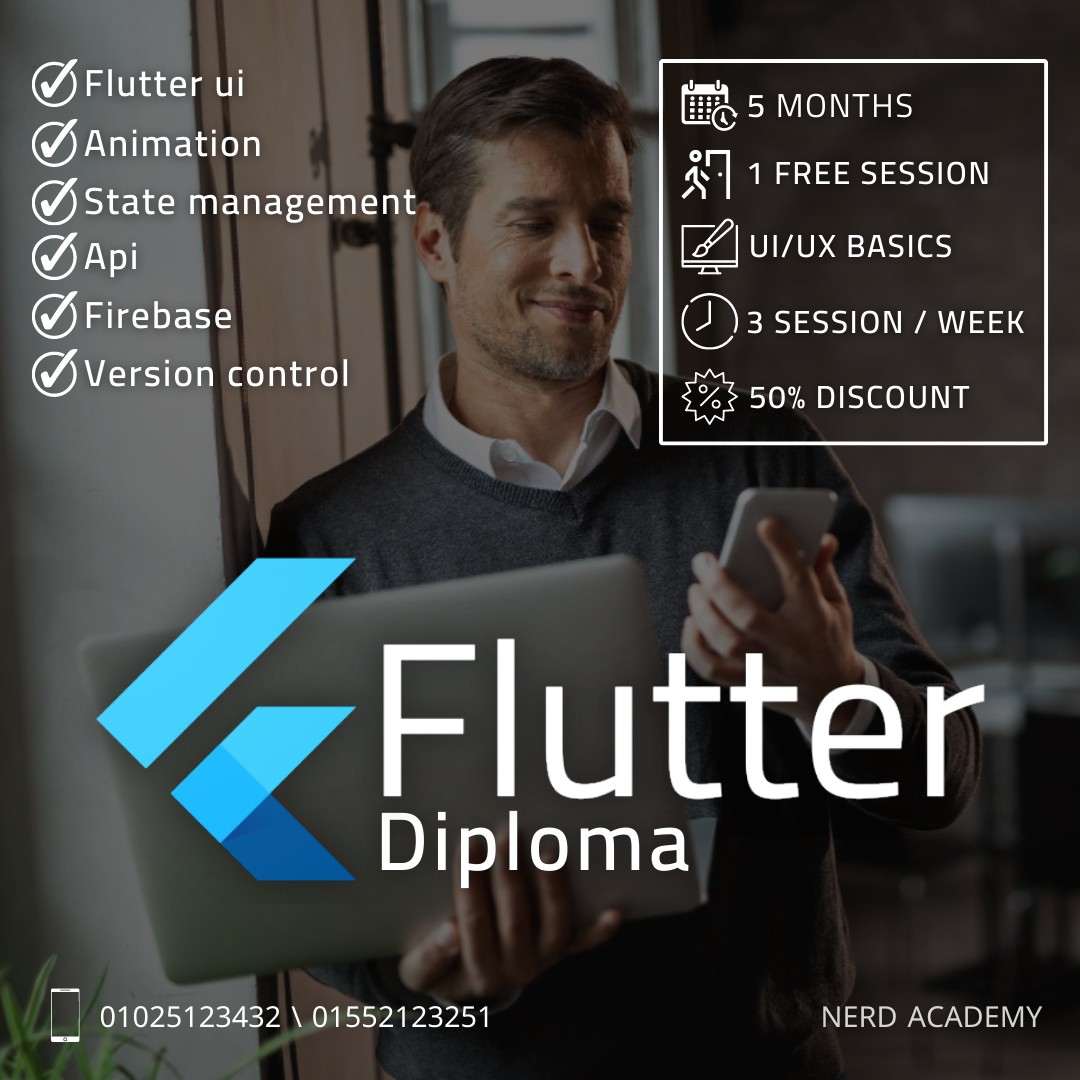 Flutter ui
Animation
State management
Api
Firebase
Version control
5 MONTHS
1 FREE SESSION
UI/UX BASICS
3 SESSION / WEEK
50% DISCOUNT
Flutter
Diploma
01025123432 \ 01552123251
NERD ACADEMY